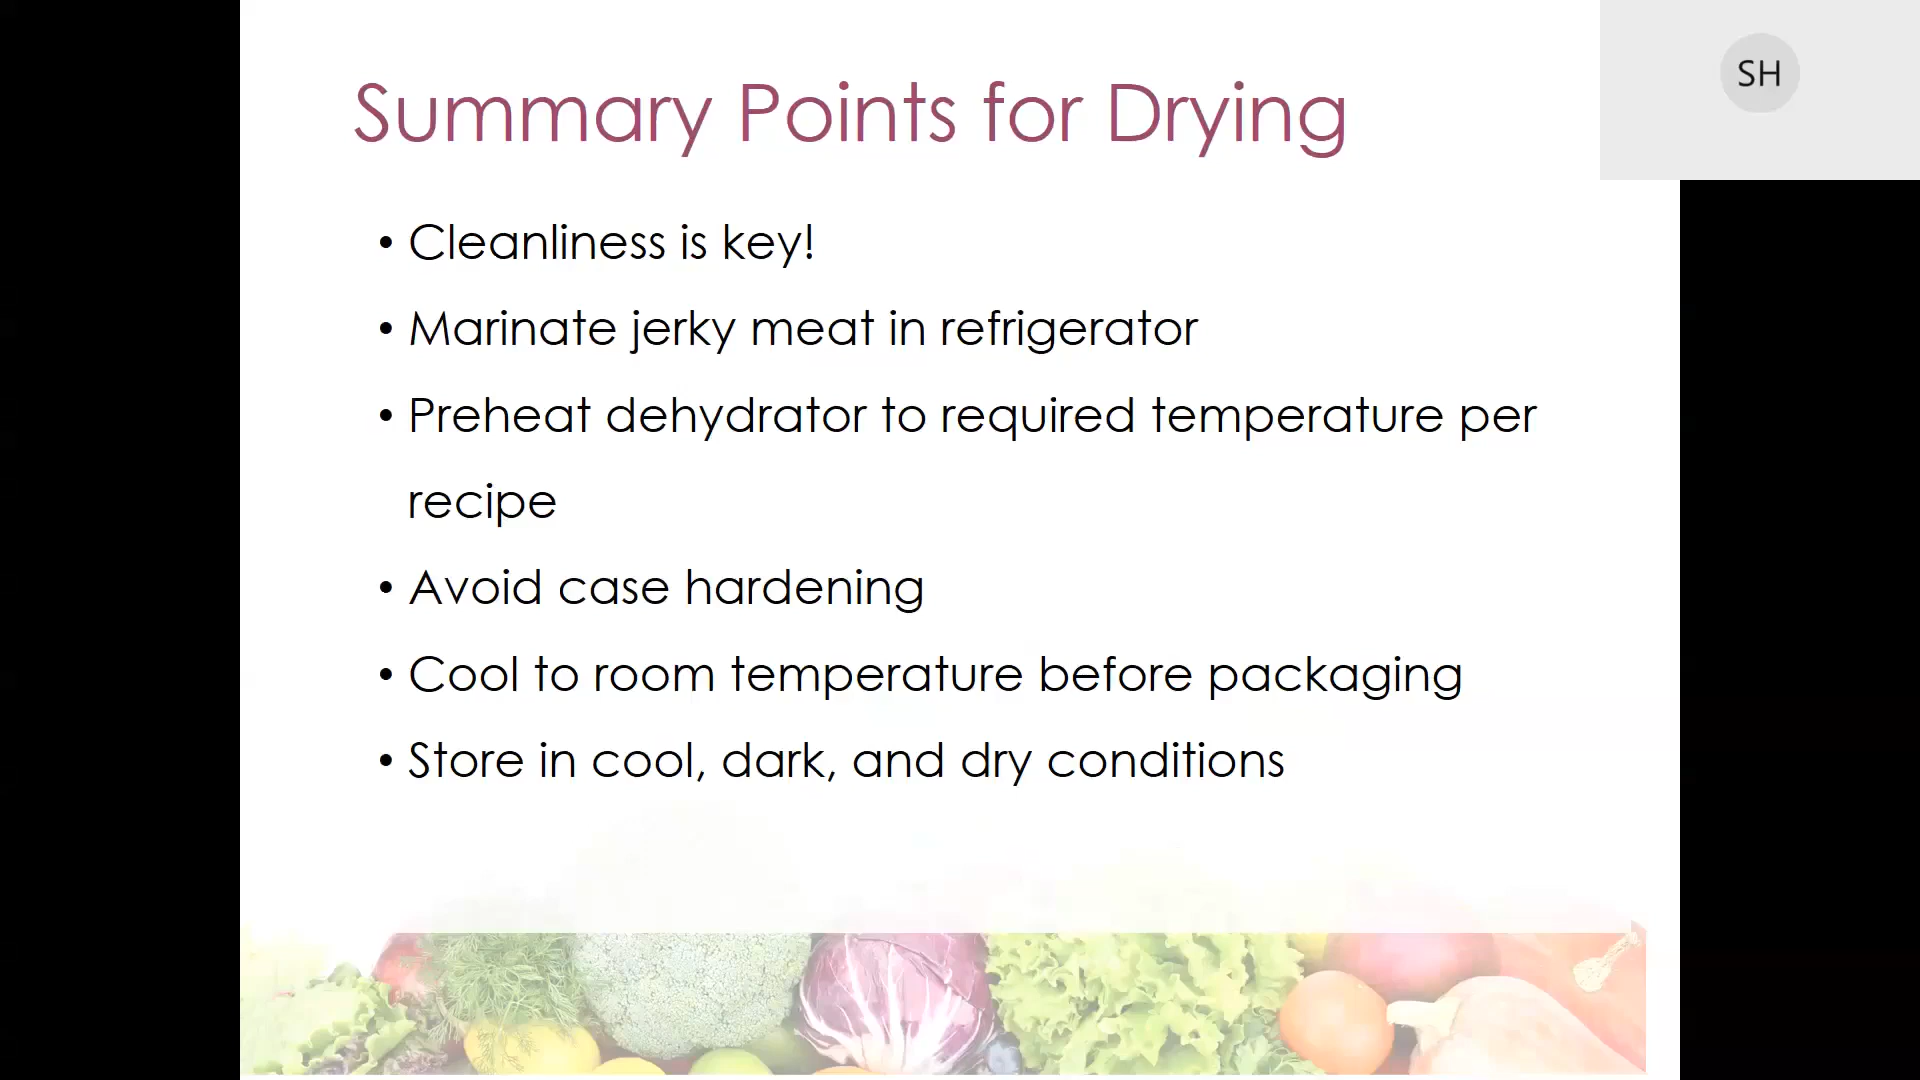 Summary Points for Drying
SH
• Cleanliness is key!
• Marinate jerky meat in refrigerator
• Preheat dehydrator to required temperature per
recipe
• Avoid case hardening
• Cool to room temperature before packaging
• Store in cool, dark, and dry conditions